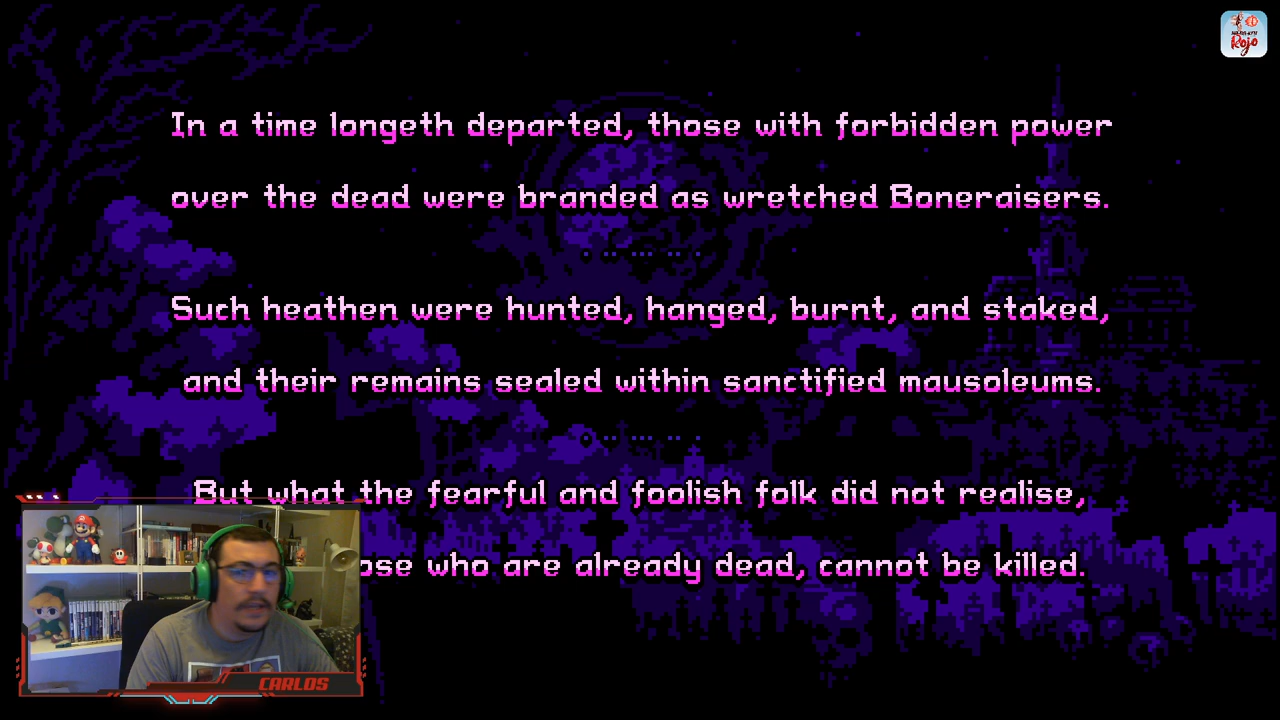 Rojo
In a time longeth departed, those with forbidden power
over the dead were branded as wretched Boneraisers.
Such heathen were hunted, hanged, burnt, and staked,
and their remains sealed within sanctified mausoleums.
But what the fearful and foolish folk did not realise,
who are already dead, cannot be killed.
CARLOS